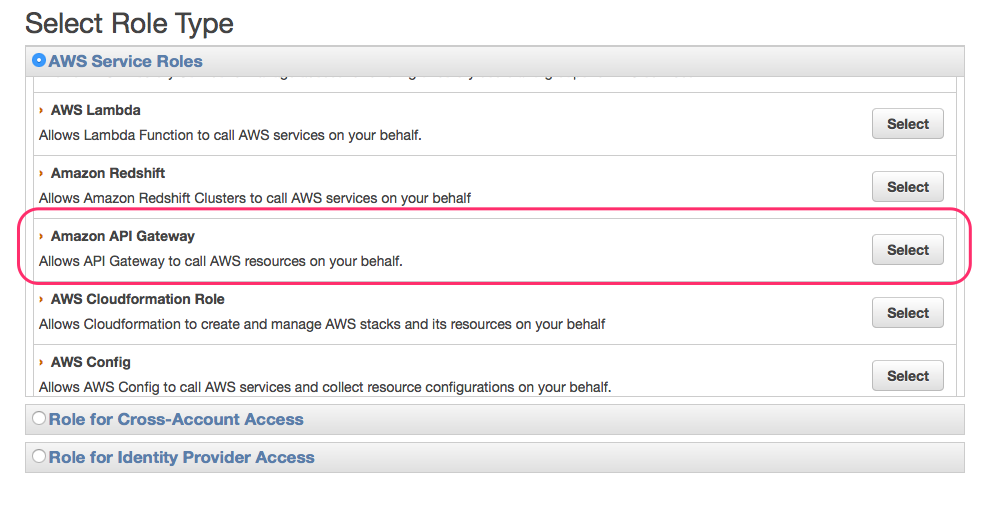 Select Role Type
AWS Service Roles
AWS Lambda
Allows Lambda Function to call AWS services on your behalf.
Select
Amazon Redshift
Allows Amazon Redshift Clusters to call AWS services on your behalf
Select
Amazon API Gateway
Allows API Gateway to call AWS resources on your behalf.
Select
AWS Cloudformation Role
Allows Cloudformation to create and manage AWS stacks and its resources on your behalf
Select
AWS Config
Allows AWS Config to call AWS services and collect resource configurations on your behalf.
Select
Role for Cross-Account Access
Role for Identity Provider Access